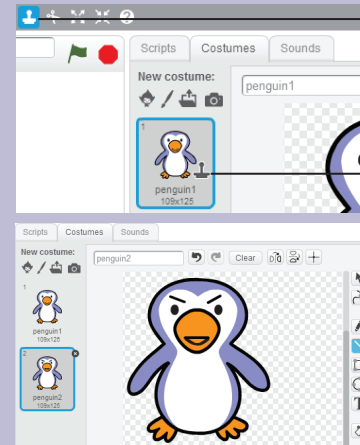 Scripts Costumes Sounds
New costume:
penguin1
1
penguin1
109x125
Scripts Costumes Sounds
New costume:
penguin2 Clear
1
penguin1
109x125
2
penguin2
109x125
T